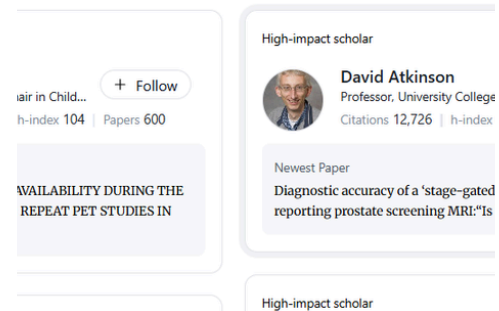 + Follow
air in Child...
h-index 104 | Papers 600
AVAILABILITY DURING THE
REPEAT PET STUDIES IN
High-impact scholar
David Atkinson
Professor, University College
Citations 12,726 | h-index
Newest Paper
Diagnostic accuracy of a ‘stage-gated
reporting prostate screening MRI:“Is
High-impact scholar